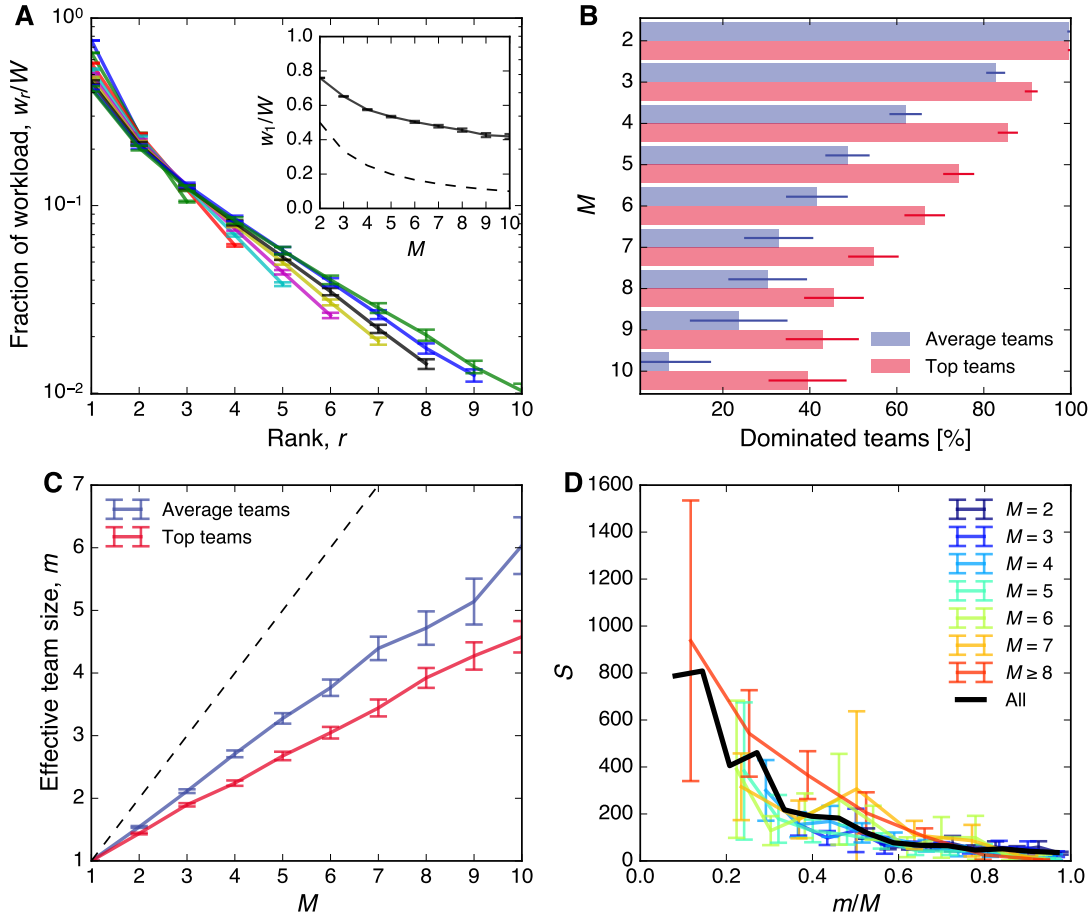 A
Fraction of workload, w_r/W
10⁰
10⁻¹
10⁻²
1 2 3 4 5 6 7 8 9 10
Rank, r
w₁/W
1.0
0.8
0.6
0.4
0.2
0.0
2 3 4 5 6 7 8 9 10
M
B
M
2
3
4
5
6
7
8
9
10
Average teams
Top teams
20 40 60 80 100
Dominated teams [%]
C
Effective team size, m
7
6
5
4
3
2
1
Average teams
Top teams
1 2 3 4 5 6 7 8 9 10
M
D
S
1600
1400
1200
1000
800
600
400
200
0
M = 2
M = 3
M = 4
M = 5
M = 6
M = 7
M ≥ 8
All
0.0 0.2 0.4 0.6 0.8 1.0
m/M